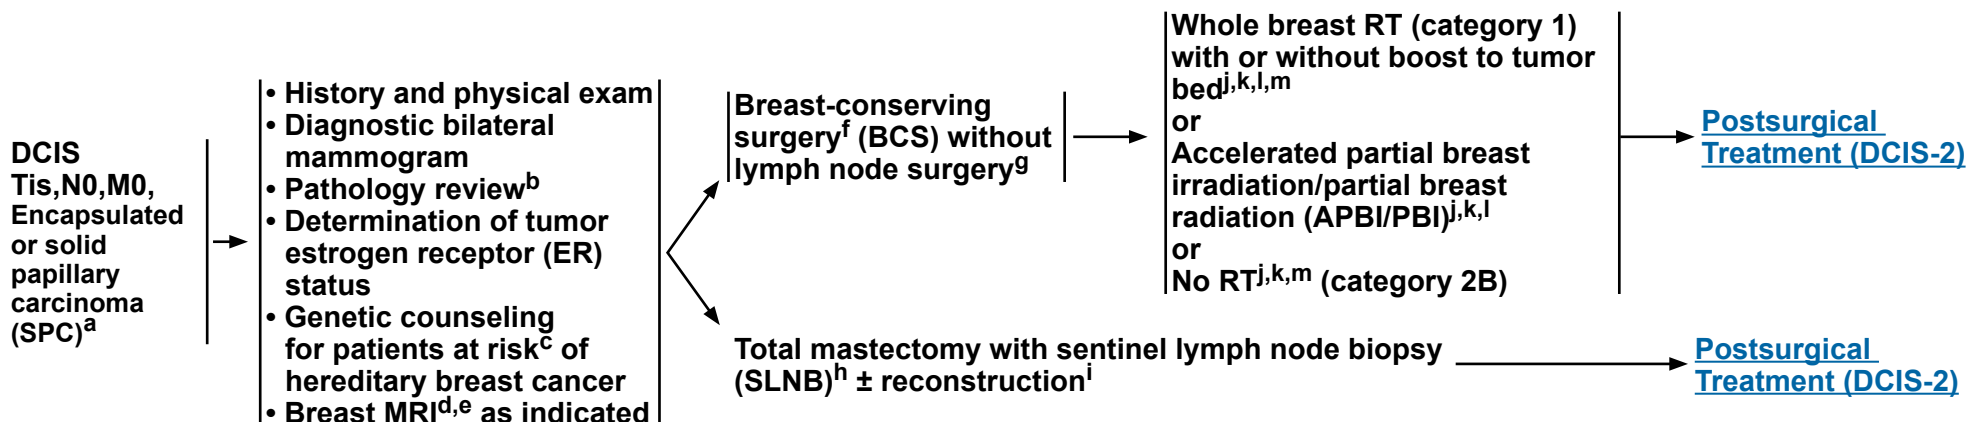 DCIS
Tis,N0,M0,
Encapsulated
or solid
papillary
carcinoma
(SPC)a
• History and physical exam
• Diagnostic bilateral
mammogram
• Pathology reviewb
• Determination of tumor
estrogen receptor (ER)
status
• Genetic counseling
for patients at riskc of
hereditary breast cancer
• Breast MRId,e as indicated
Breast-conserving
surgeryf (BCS) without
lymph node surgeryg
Whole breast RT (category 1)
with or without boost to tumor
bedj,k,l,m
or
Accelerated partial breast
irradiation/partial breast
radiation (APBI/PBI)j,k,l
or
No RTj,k,m (category 2B)
Postsurgical
Treatment (DCIS-2)
Total mastectomy with sentinel lymph node biopsy
(SLNB)h ± reconstructioni
Postsurgical
Treatment (DCIS-2)